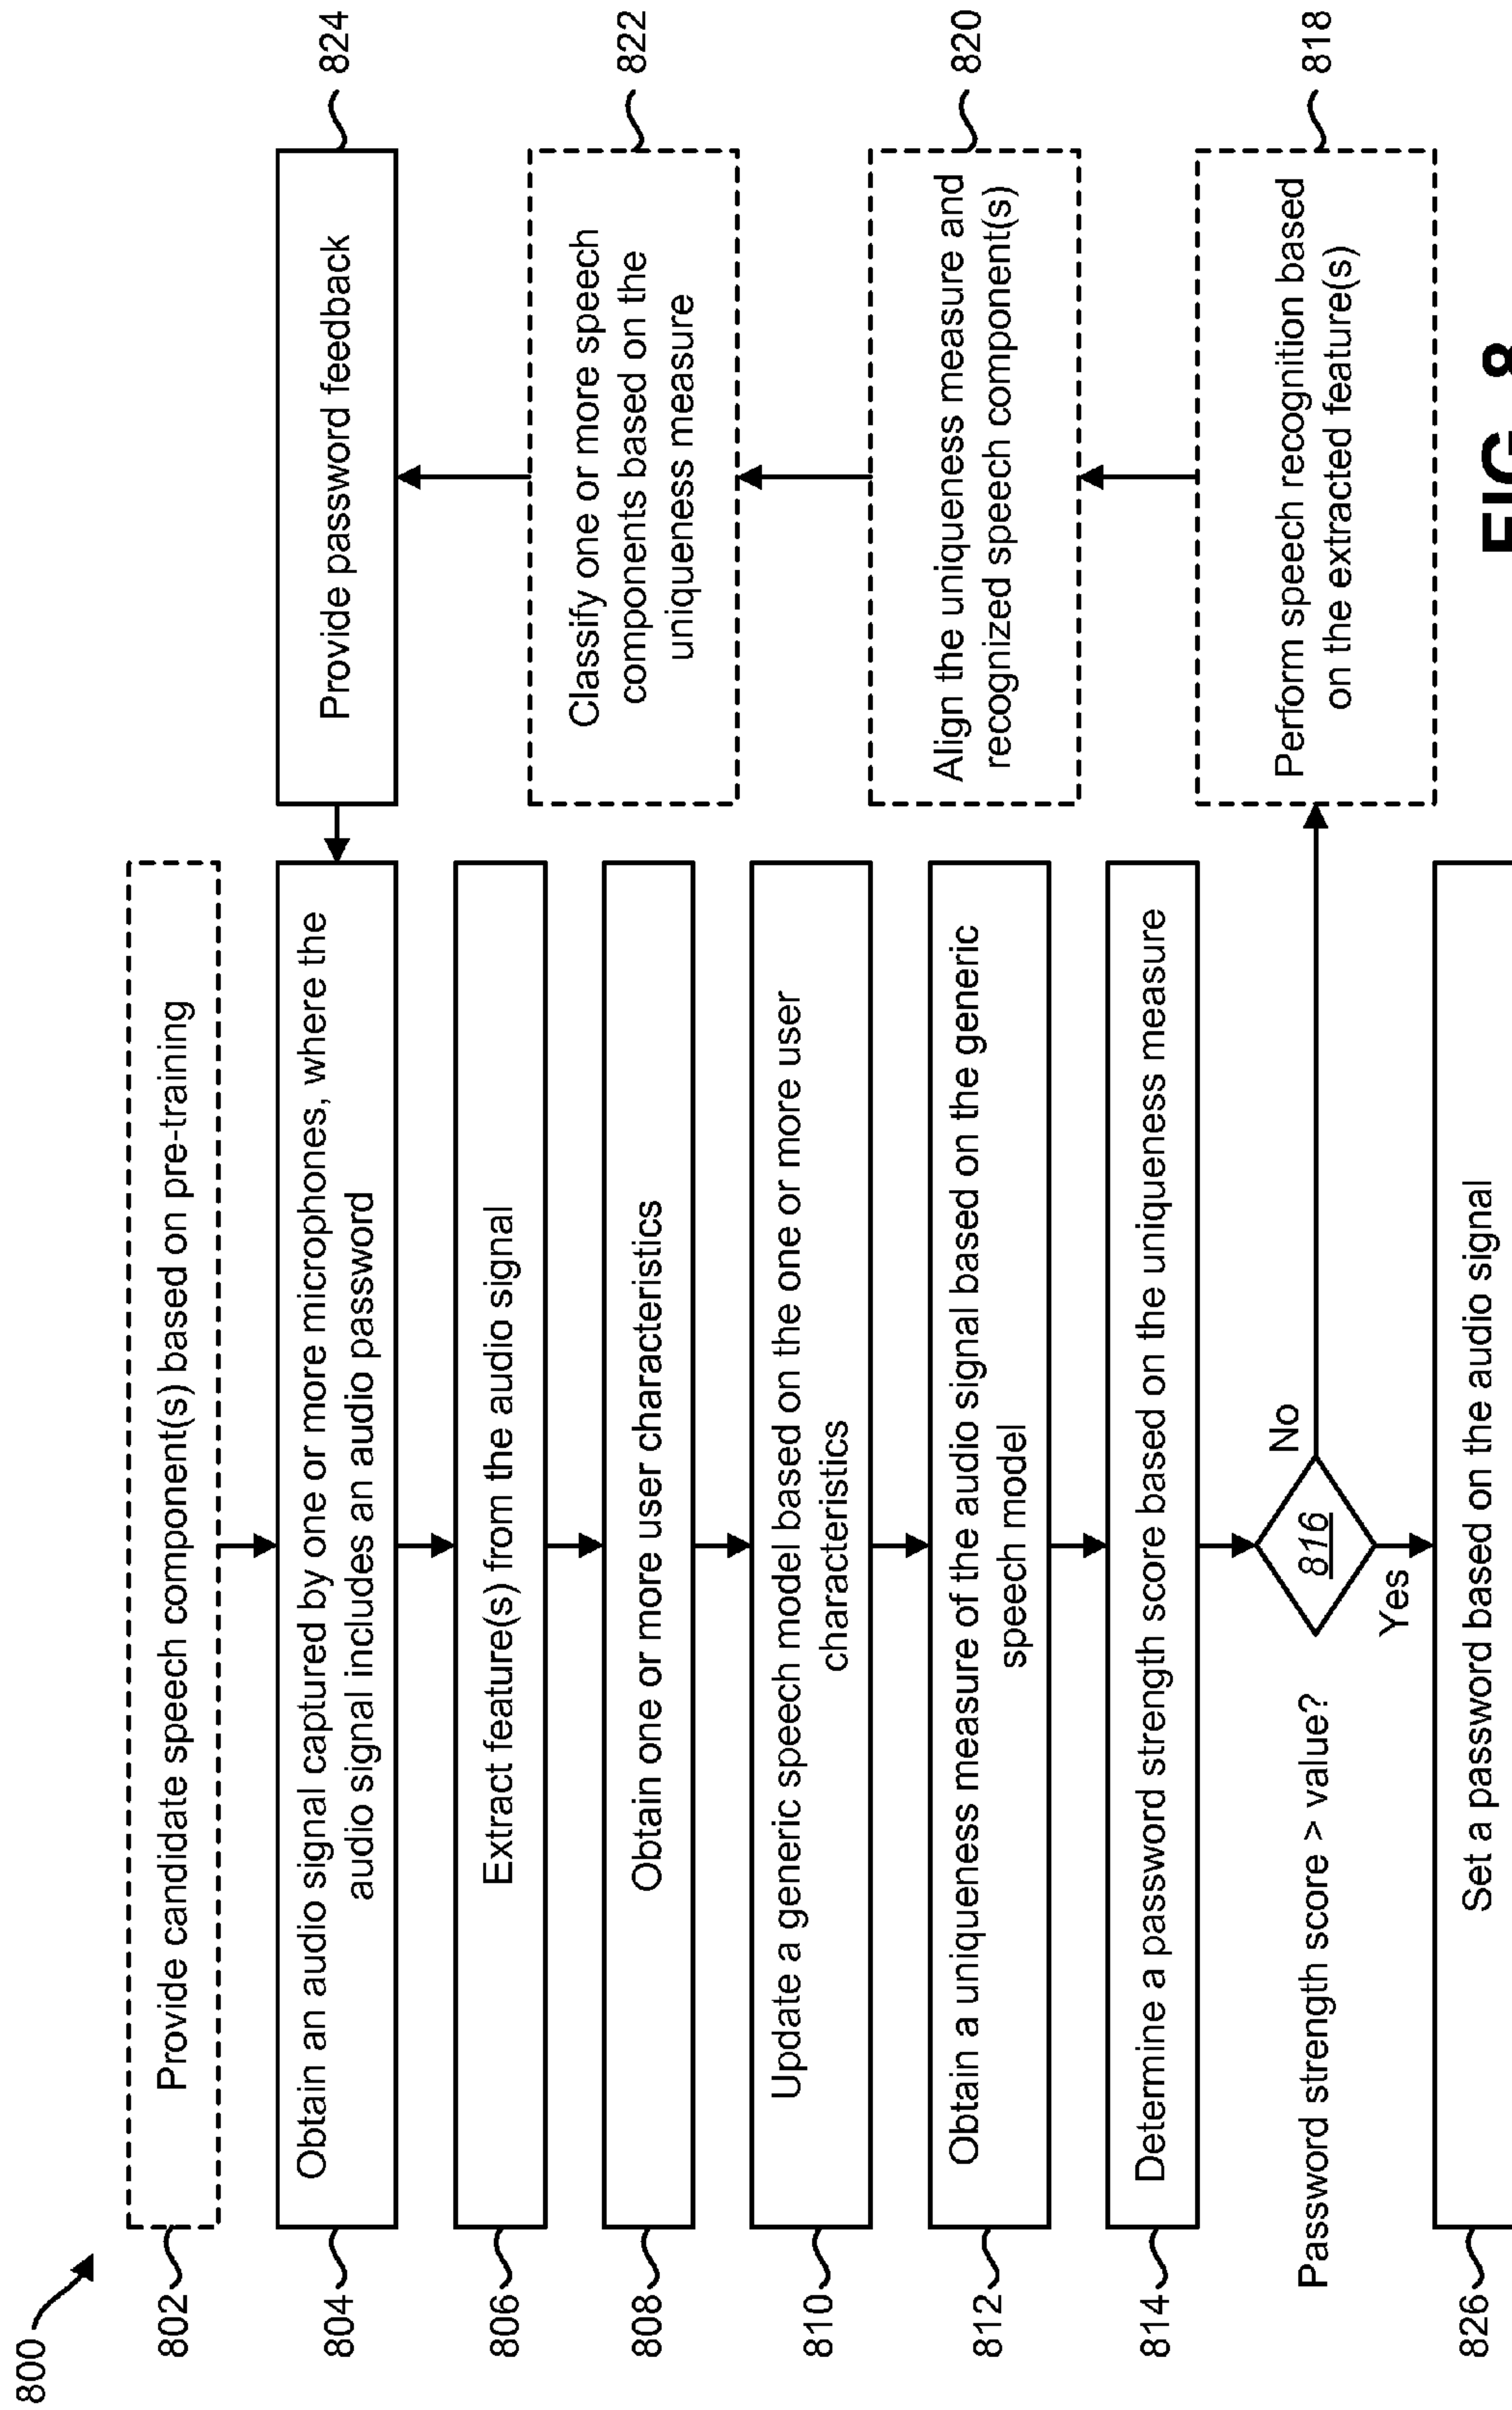 800
802
Provide candidate speech component(s) based on pre-training
804
Obtain an audio signal captured by one or more microphones, where the
audio signal includes an audio password
806
Extract feature(s) from the audio signal
808
Obtain one or more user characteristics
810
Update a generic speech model based on the one or more user
characteristics
812
Obtain a uniqueness measure of the audio signal based on the generic
speech model
814
Determine a password strength score based on the uniqueness measure
Password strength score > value?
816
No
Yes
826
Set a password based on the audio signal
Provide password feedback
824
Classify one or more speech
components based on the
uniqueness measure
822
Align the uniqueness measure and
recognized speech component(s)
820
Perform speech recognition based
on the extracted feature(s)
818
FIG. 8